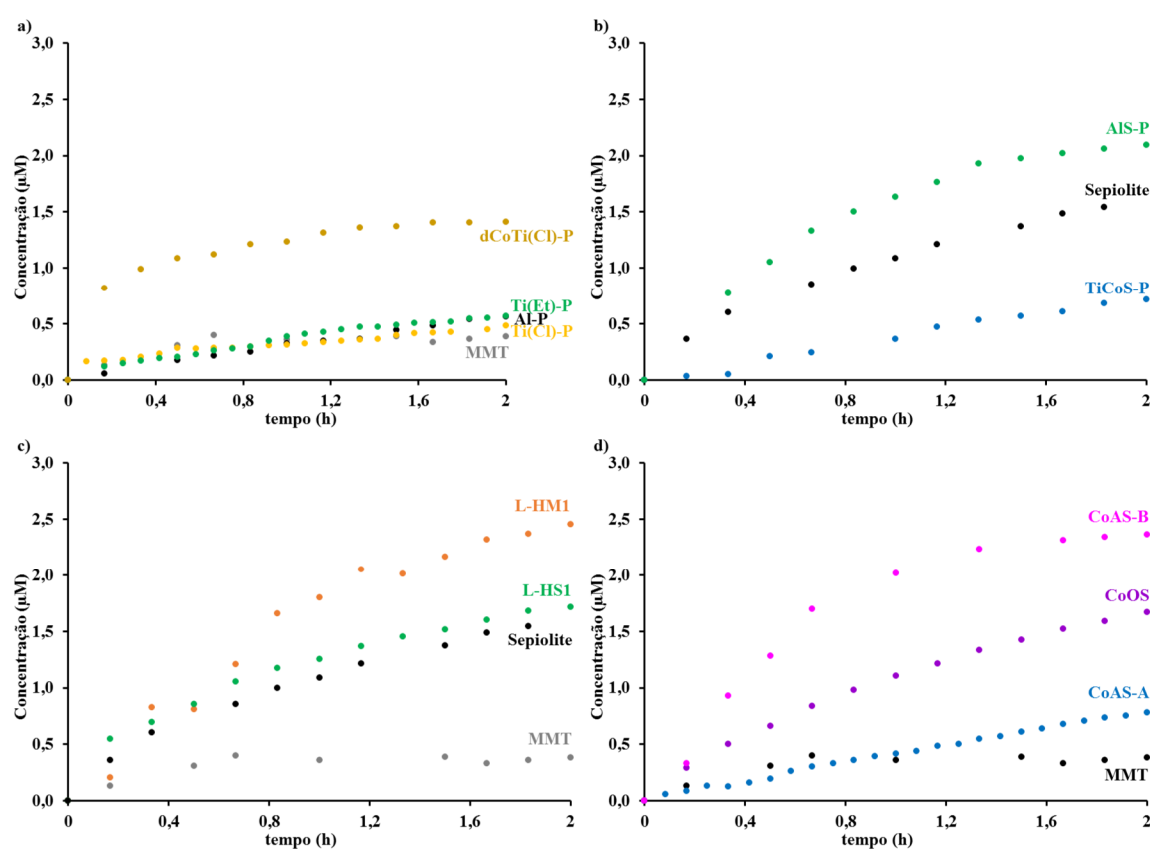 a)
3,0
2,5
2,0
1,5
1,0
0,5
0,0
Concentração (µM)
dCoTi(Cl)-P
Ti(Et)-P
Al-P
Ti(Cl)-P
MMT
0 0,4 0,8 1,2 1,6 2
tempo (h)
b)
3,0
2,5
2,0
1,5
1,0
0,5
0,0
Concentração (µM)
AlS-P
Sepiolite
TiCoS-P
0 0,4 0,8 1,2 1,6 2
tempo (h)
c)
3,0
2,5
2,0
1,5
1,0
0,5
0,0
Concentração (µM)
L-HM1
L-HS1
Sepiolite
MMT
0 0,4 0,8 1,2 1,6 2
tempo (h)
d)
3,0
2,5
2,0
1,5
1,0
0,5
0,0
Concentração (µM)
CoAS-B
CoOS
CoAS-A
MMT
0 0,4 0,8 1,2 1,6 2
tempo (h)